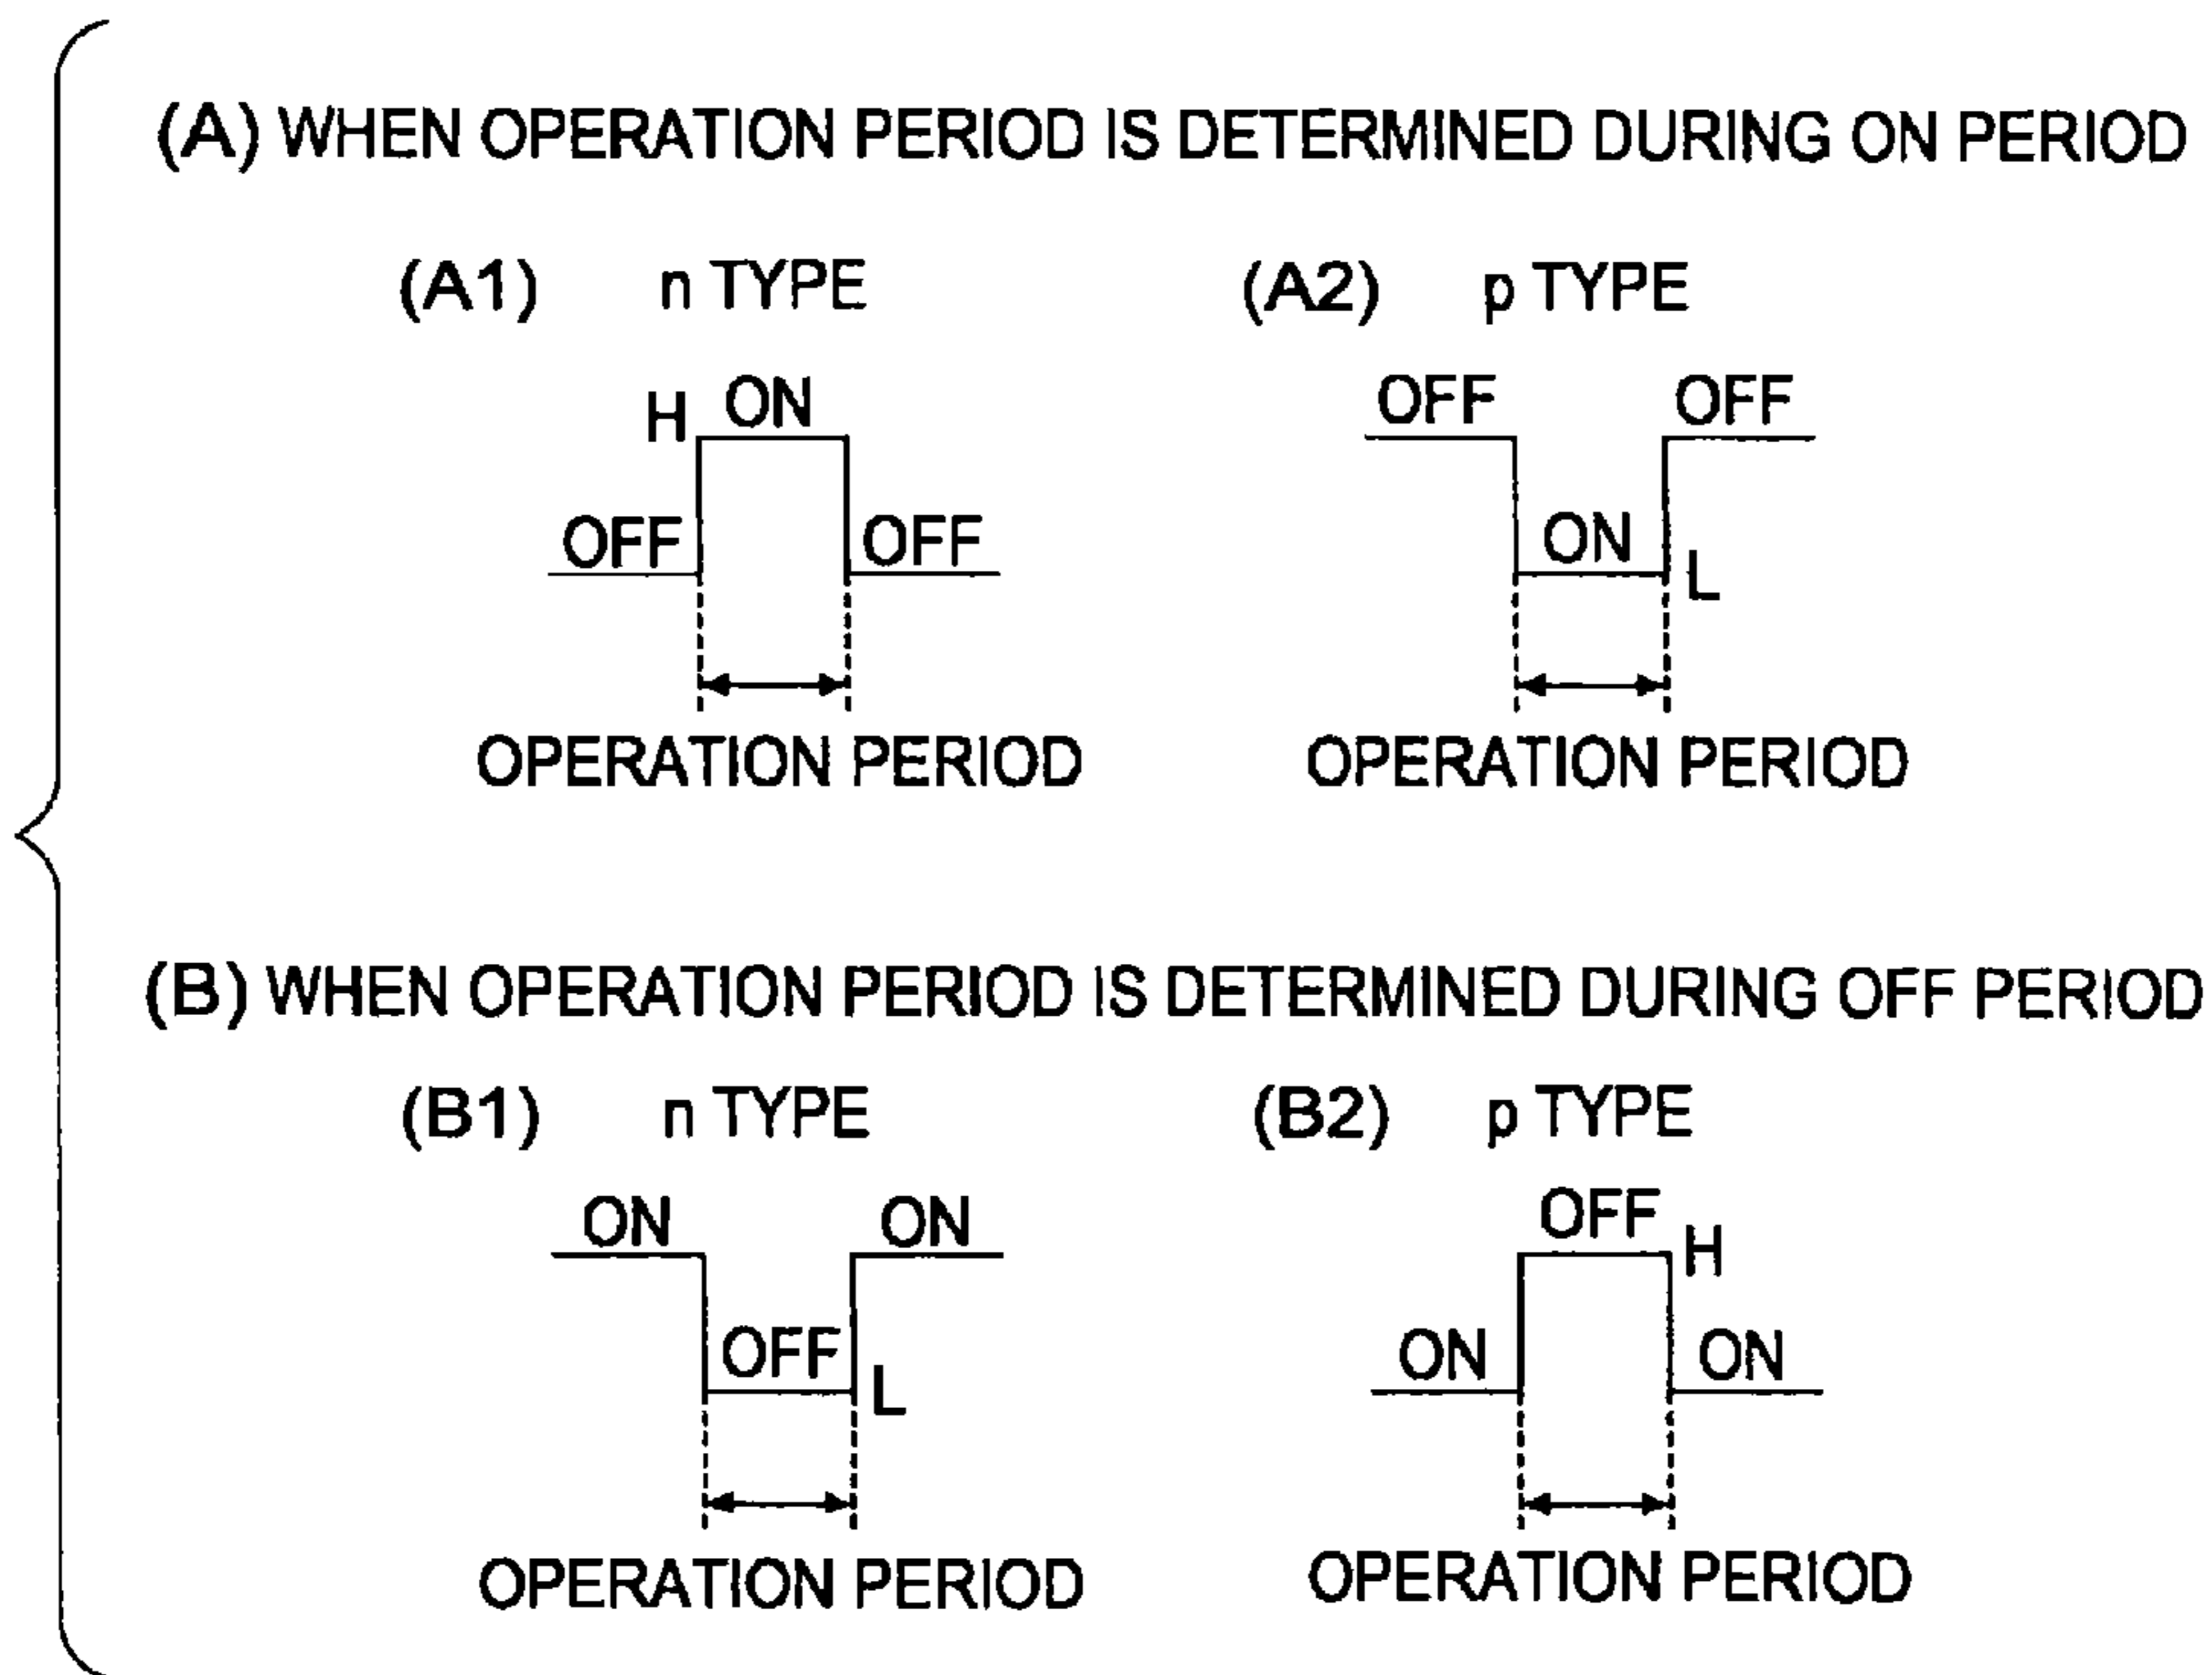 (A) WHEN OPERATION PERIOD IS DETERMINED DURING ON PERIOD
(A1) n TYPE
H ON
OFF OFF
OPERATION PERIOD
(A2) p TYPE
OFF OFF
ON
L
OPERATION PERIOD
(B) WHEN OPERATION PERIOD IS DETERMINED DURING OFF PERIOD
(B1) n TYPE
ON ON
OFF
L
OPERATION PERIOD
(B2) p TYPE
OFF H
ON ON
OPERATION PERIOD